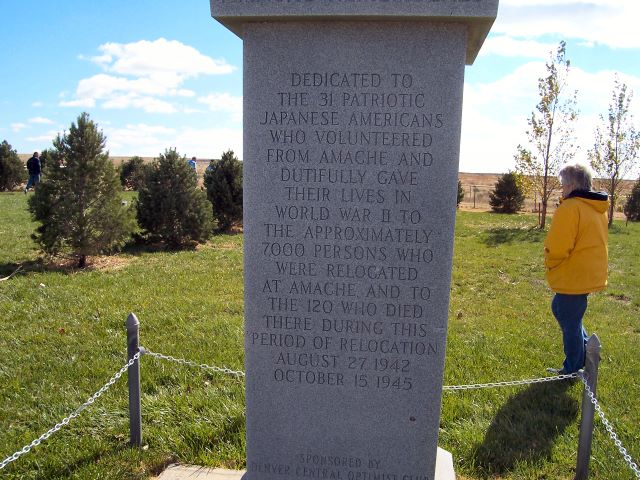 DEDICATED TO
THE 31 PATRIOTIC
JAPANESE AMERICANS
WHO VOLUNTEERED
FROM AMACHE AND
DUTIFULLY GAVE
THEIR LIVES IN
WORLD WAR II TO
THE APPROXIMATELY
7000 PERSONS WHO
WERE RELOCATED
AT AMACHE AND TO
THE 120 WHO DIED
THERE DURING THIS
PERIOD OF RELOCATION
AUGUST 27, 1942
OCTOBER 15, 1945
SPONSORED BY
DENVER CENTRAL OPTIMIST CLUB